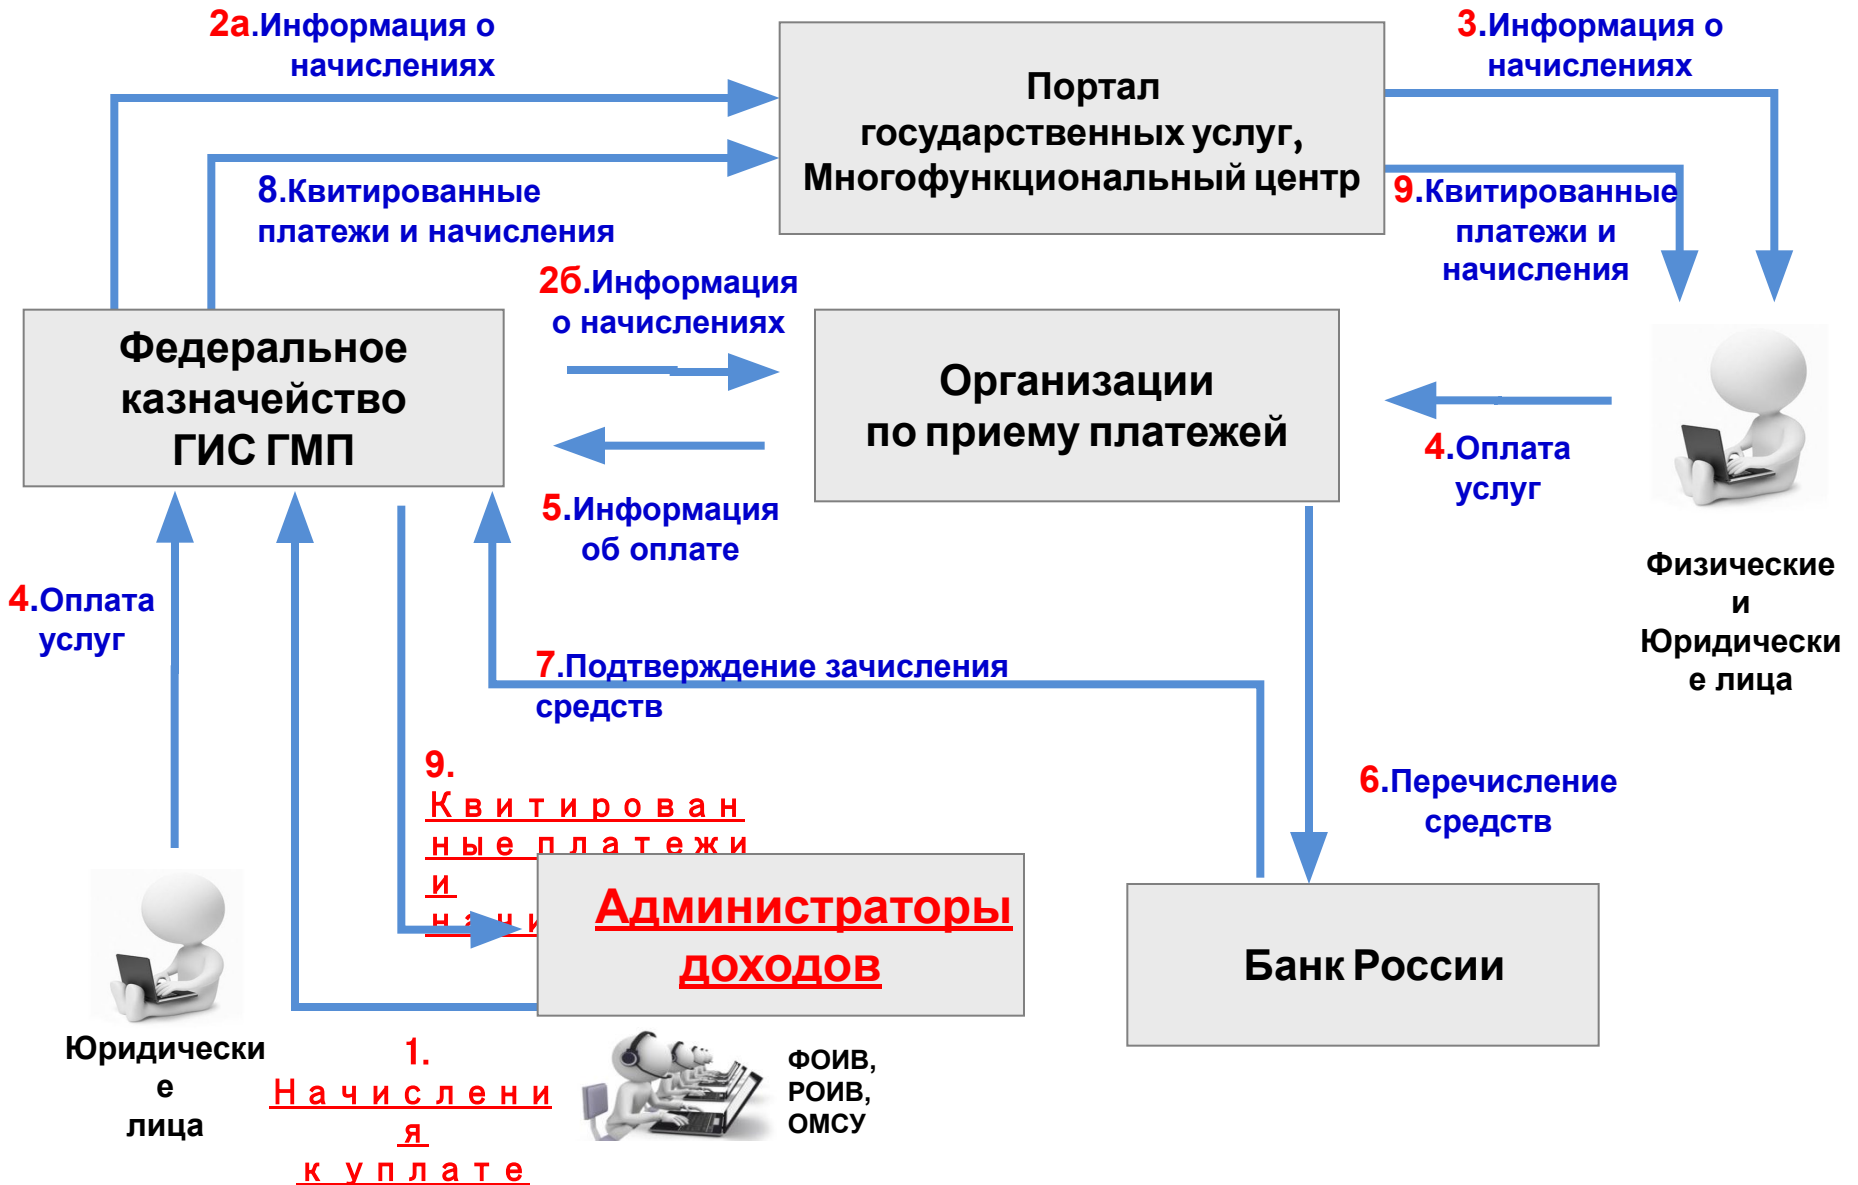 2а.Информация о
начислениях
3.Информация о
начислениях
Портал
государственных услуг,
Многофункциональный центр
8.Квитированные
платежи и начисления
9.Квитированные
платежи и
начисления
2б.Информация
о начислениях
Федеральное
казначейство
ГИС ГМП
Организации
по приему платежей
4.Оплата
услуг
5.Информация
об оплате
Физические
и
Юридически
е лица
4.Оплата
услуг
7.Подтверждение зачисления
средств
9.
Квитирован
ные платежи
и
6.Перечисление
средств
Администраторы
доходов
Банк России
Юридически
е
лица
1.
Начислени
я
к уплате
ФОИВ,
РОИВ,
ОМСУ